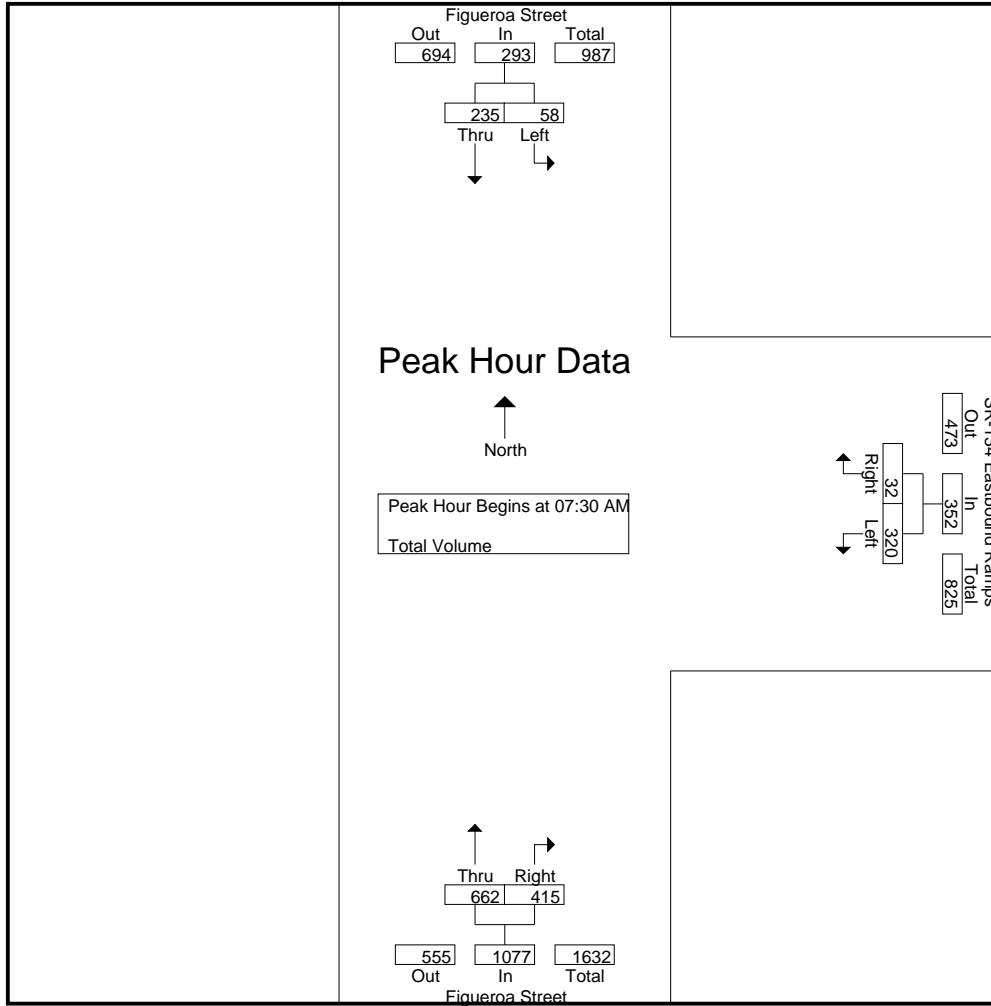 Figueroa Street
Out In Total
694 293 987
235 58
Thru Left
Peak Hour Data
North
Peak Hour Begins at 07:30 AM
Total Volume
SR-134 Eastbound Ramps
Out In Total
473 352 825
32 320
Right Left
Thru Right
662 415
555 1077 1632
Out In Total
Figueroa Street